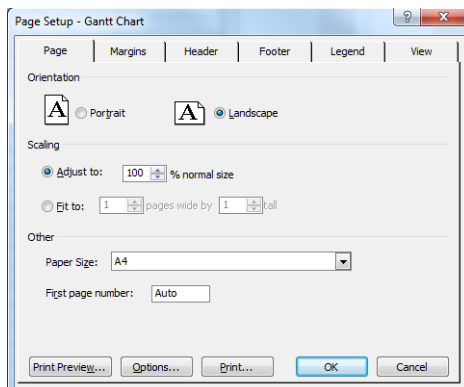 Page Setup - Gantt Chart
?
Page Margins Header Footer Legend View
Orientation
A Portrait A Landscape
Scaling
Adjust to: 100 % normal size
Fit to: 1 pages wide by 1 tall
Other
Paper Size: A4
First page number: Auto
Print Preview... Options... Print... OK Cancel